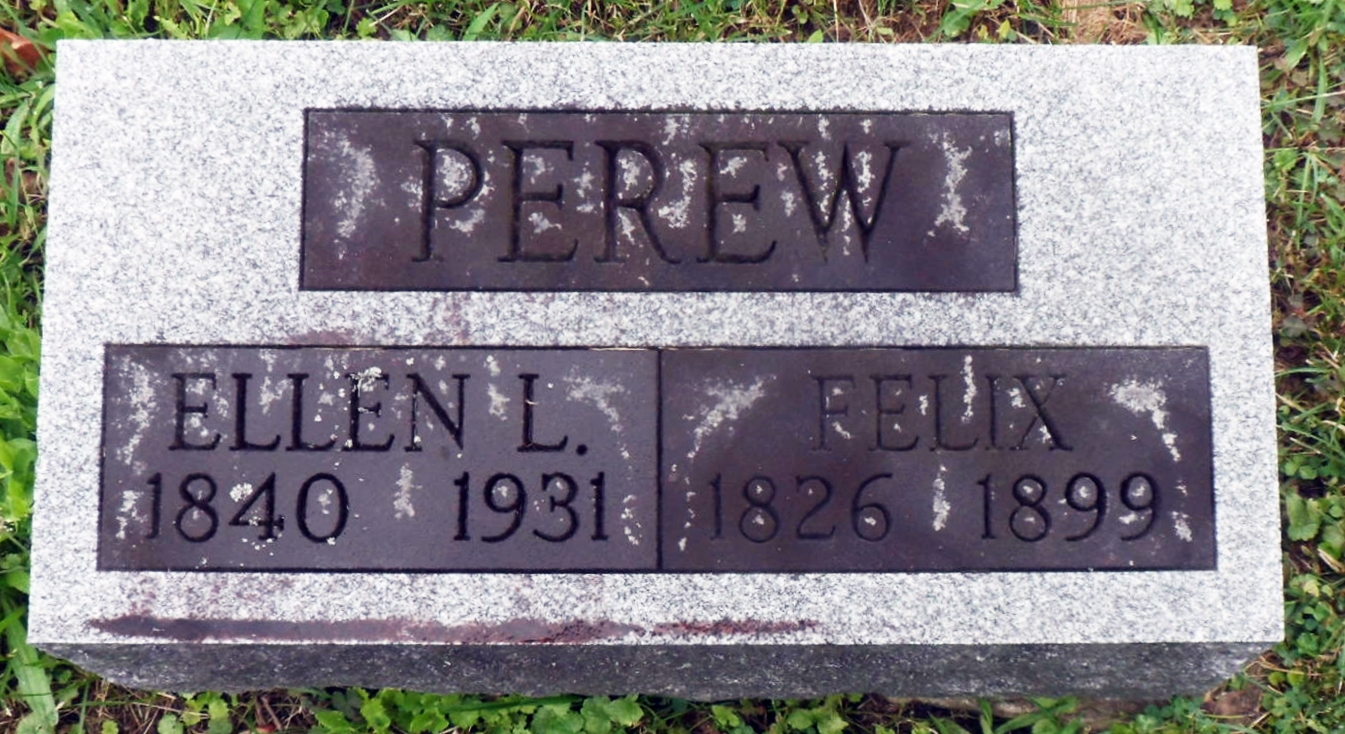 PEREW
ELLEN L.
1840 1931
FELIX
1826 1899